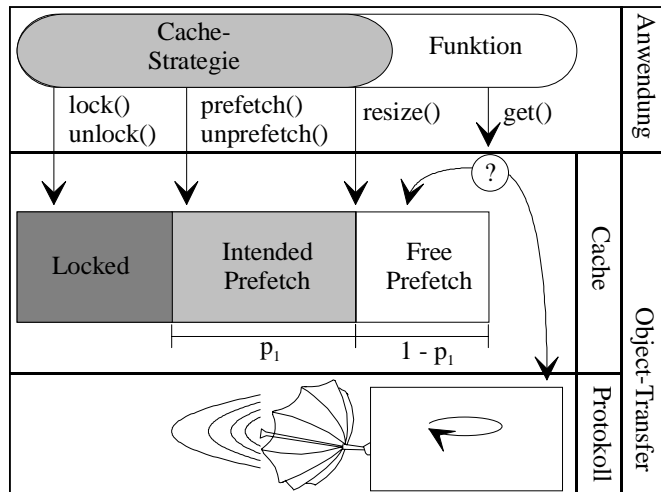 Cache-
Strategie
Funktion
Anwendung
lock()
unlock()
prefetch()
unprefetch()
resize()
get()
?
Locked
Intended
Prefetch
Free
Prefetch
Cache
p1
1 - p1
Object-Transfer
Protokoll